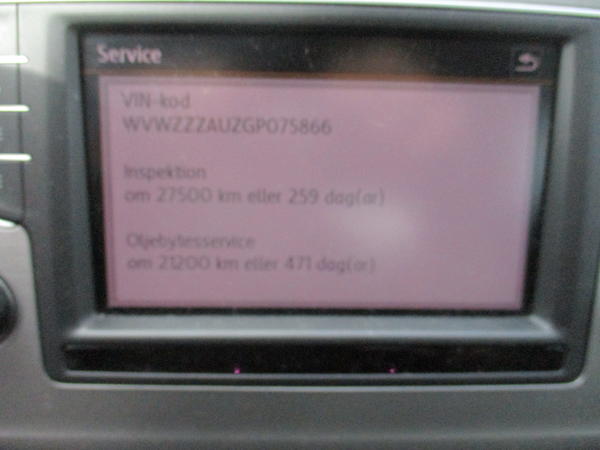 Service
VIN-kod
WVWZZZAUZGP075866
Inspektion
om 27500 km eller 259 dag(ar)
Oljebytesservice
om 21200 km eller 471 dag(ar)